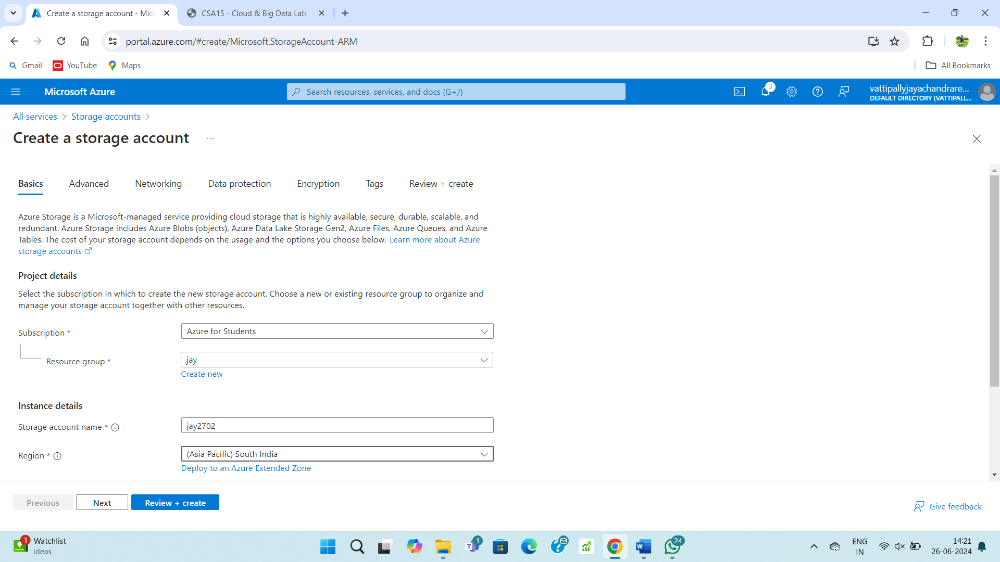 Create a storage account - Micr
CSA15 - Cloud & Big Data Lab -
portal.azure.com/#create/Microsoft.StorageAccount-ARM
Gmail
YouTube
Maps
All Bookmarks
Microsoft Azure
Search resources, services, and docs (G+/)
3
vattipallyjayachandrare...
DEFAULT DIRECTORY (VATTIPALL...
All services > Storage accounts >
Create a storage account ...
Basics
Advanced
Networking
Data protection
Encryption
Tags
Review + create
Azure Storage is a Microsoft-managed service providing cloud storage that is highly available, secure, durable, scalable, and
redundant. Azure Storage includes Azure Blobs (objects), Azure Data Lake Storage Gen2, Azure Files, Azure Queues, and Azure
Tables. The cost of your storage account depends on the usage and the options you choose below. Learn more about Azure
storage accounts
Project details
Select the subscription in which to create the new storage account. Choose a new or existing resource group to organize and
manage your storage account together with other resources.
Subscription *
Azure for Students
Resource group *
jay
Create new
Instance details
Storage account name *
jay2702
Region *
(Asia Pacific) South India
Deploy to an Azure Extended Zone
Previous
Next
Review + create
Give feedback
1
Watchlist
Ideas
1
24
ENG
IN
14:21
26-06-2024